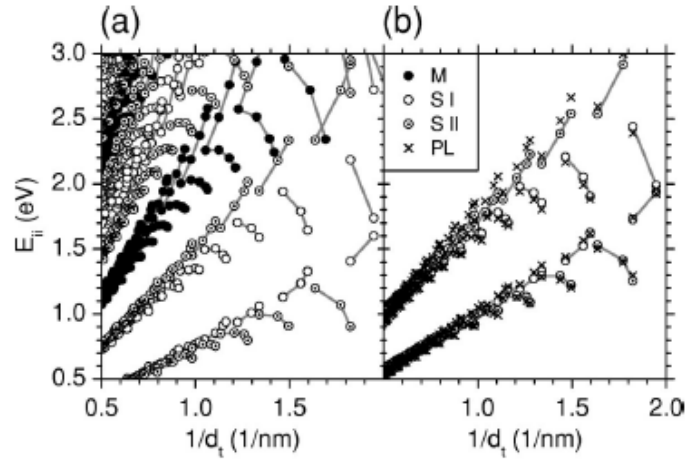 (a)
(b)
3.0
2.5
2.0
1.5
1.0
0.5
E_ii (eV)
M
S I
S II
PL
0.5 1.0 1.5
1.0 1.5 2.0
1/d_t (1/nm)
1/d_t (1/nm)